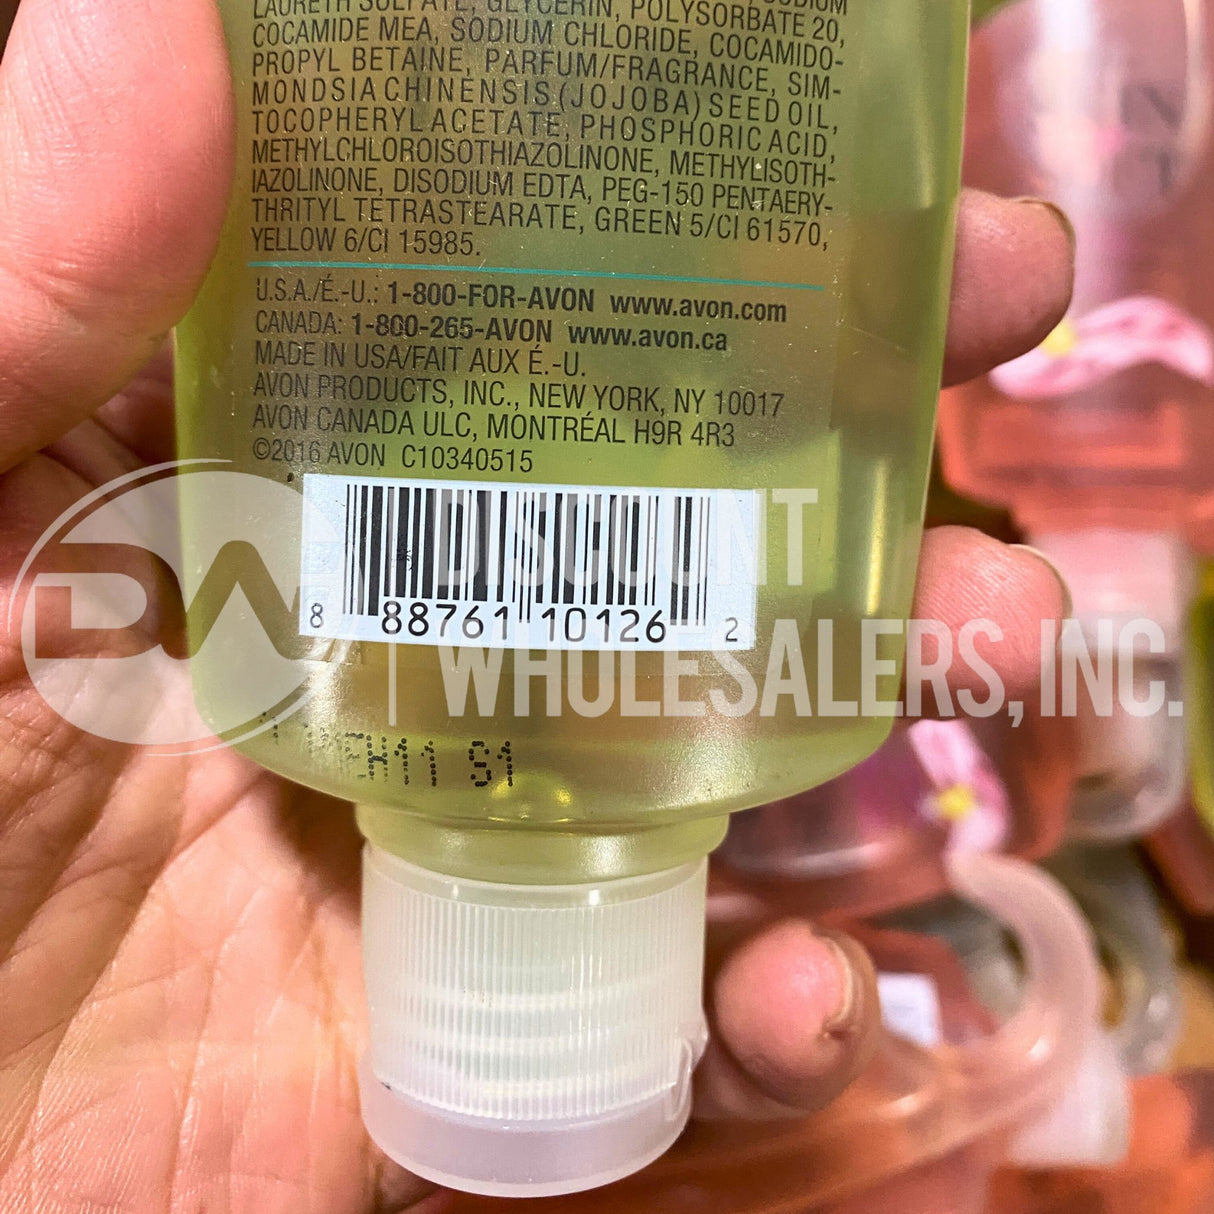 LAURETH SULFATE, GLYCERIN, POLYSORBATE 20,
COCAMIDE MEA, SODIUM CHLORIDE, COCAMIDO-
PROPYL BETAINE, PARFUM/FRAGRANCE, SIM-
MONDSIA CHINENSIS (JOJOBA) SEED OIL,
TOCOPHERYL ACETATE, PHOSPHORIC ACID,
METHYLCHLOROISOTHIAZOLINONE, METHYLISOTH-
IAZOLINONE, DISODIUM EDTA, PEG-150 PENTAERY-
THRITYL TETRASTEARATE, GREEN 5/CI 61570,
YELLOW 6/CI 15985.
U.S.A./É.-U.: 1-800-FOR-AVON www.avon.com
CANADA: 1-800-265-AVON www.avon.ca
MADE IN USA/FAIT AUX É.-U.
AVON PRODUCTS, INC., NEW YORK, NY 10017
AVON CANADA ULC, MONTRÉAL H9R 4R3
©2016 AVON C10340515
8 88761 10126 2
DW DISCOUNT
WHOLESALERS, INC.